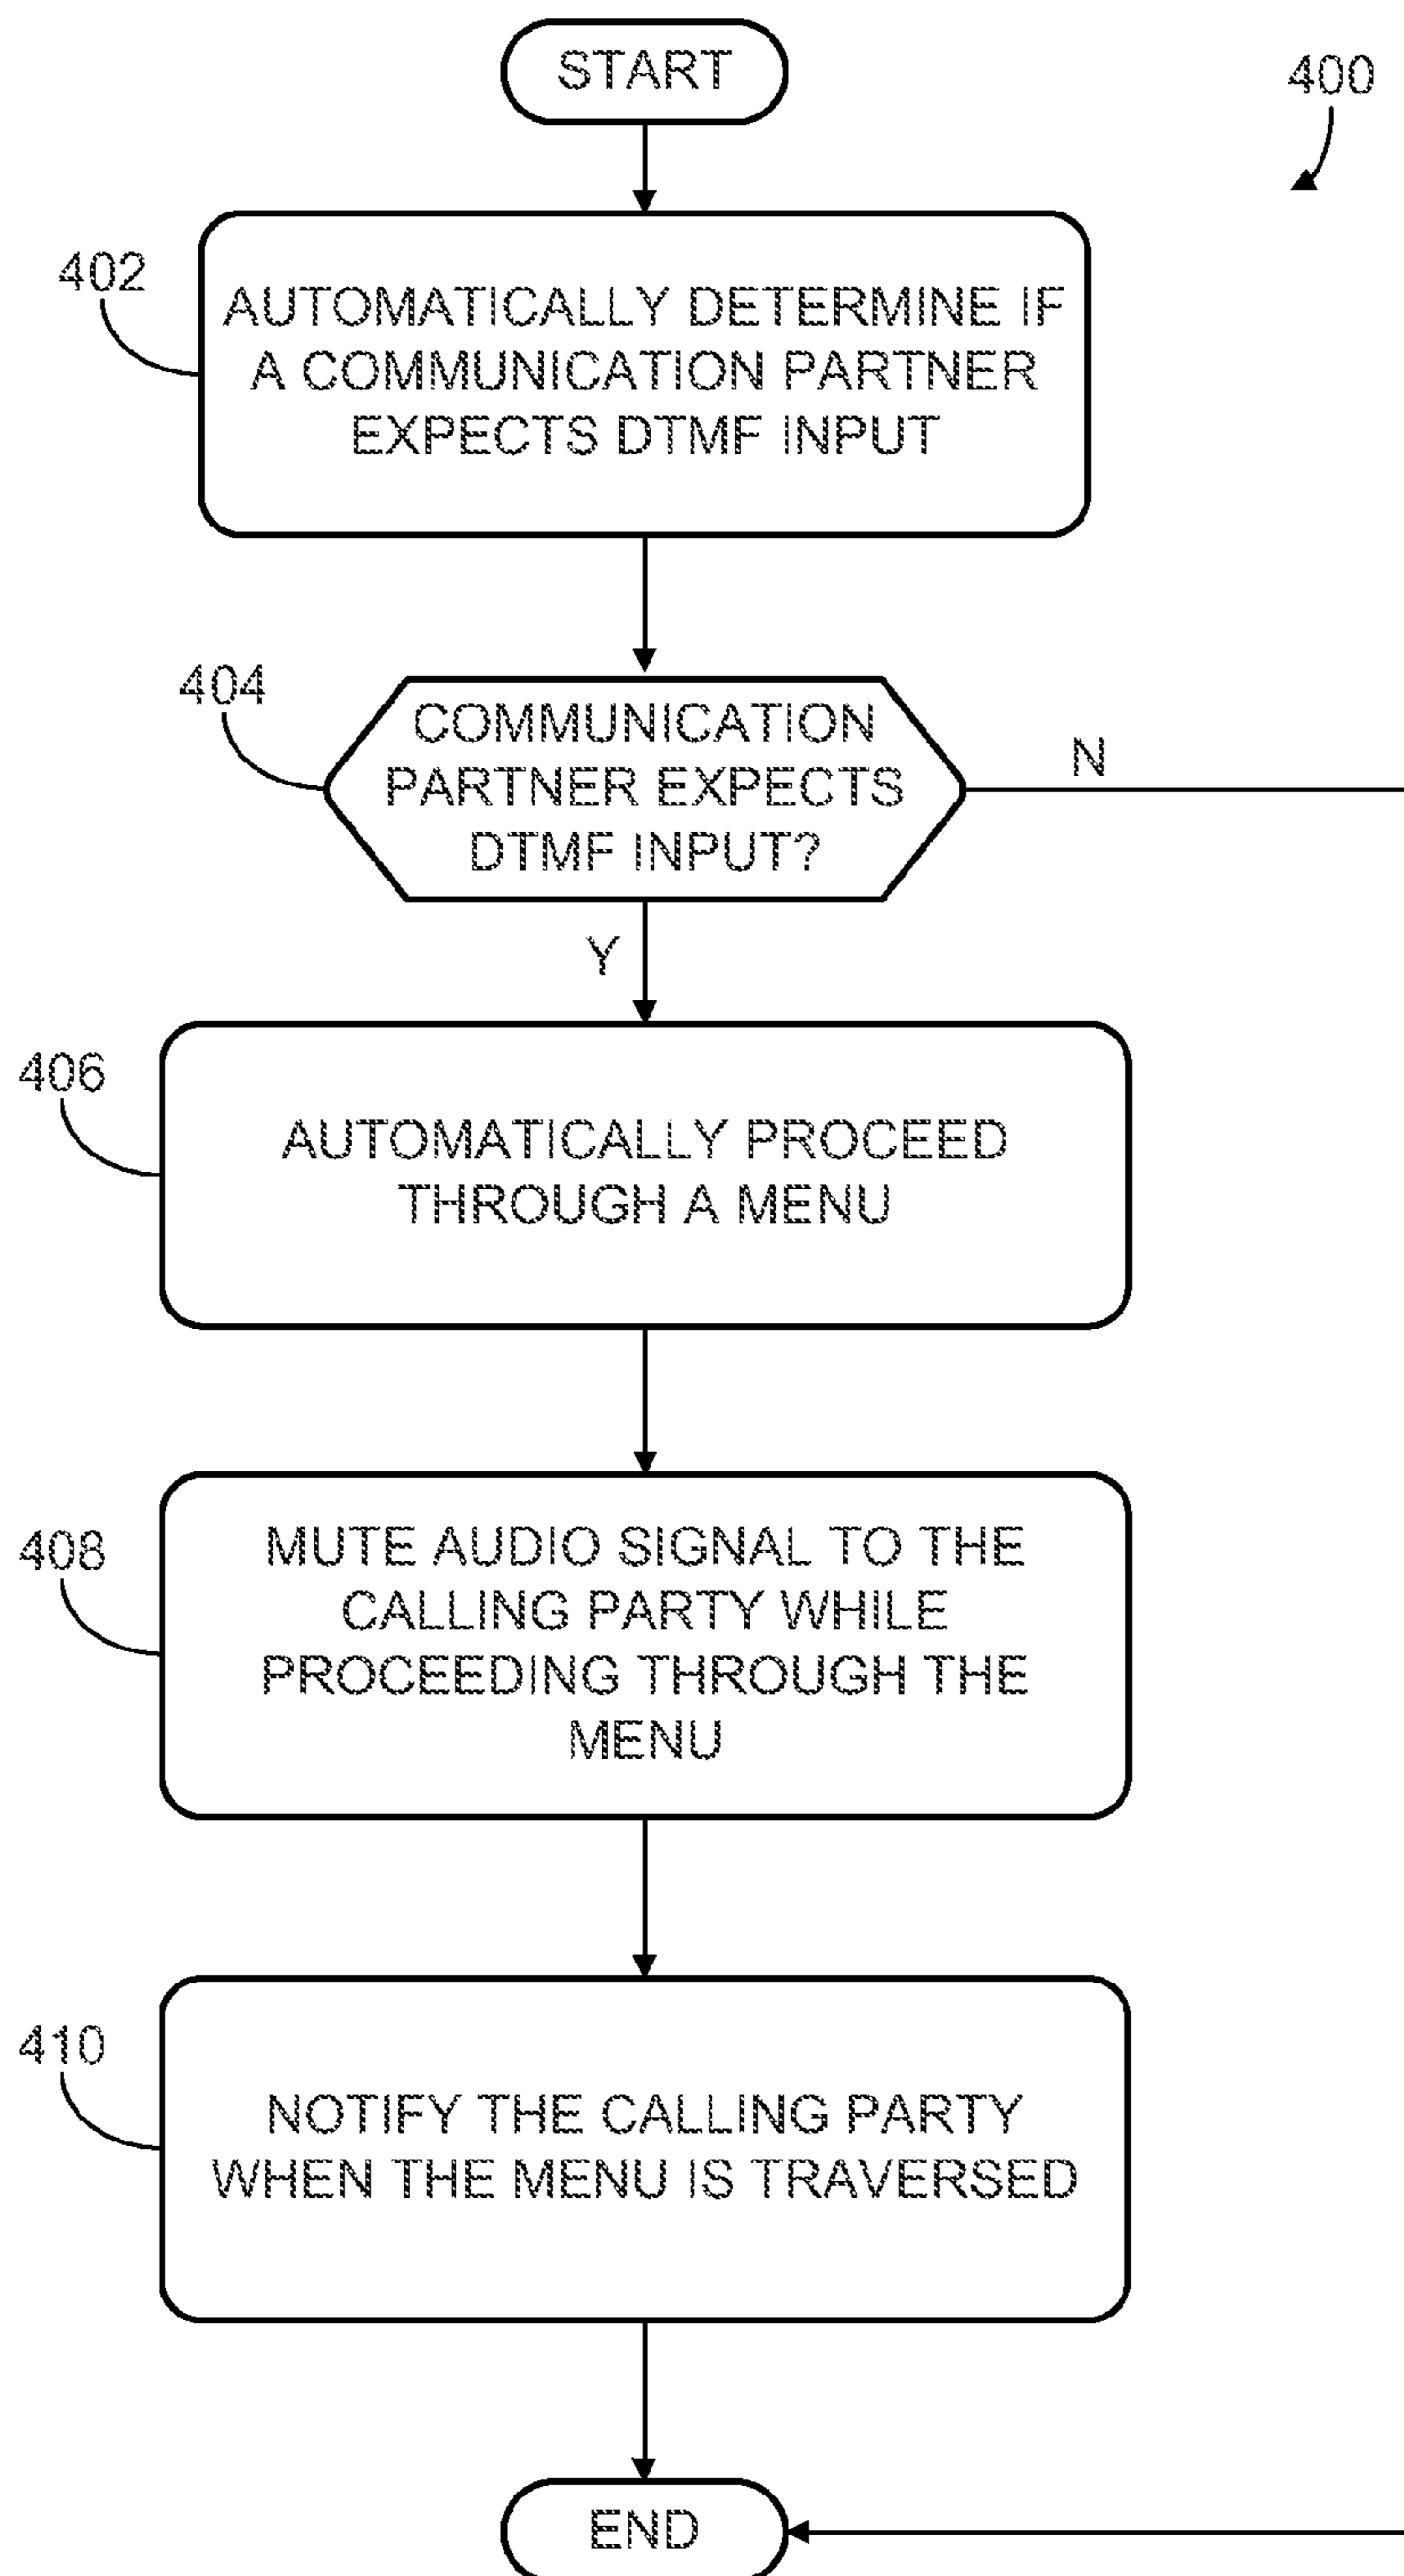 START
400
402
AUTOMATICALLY DETERMINE IF
A COMMUNICATION PARTNER
EXPECTS DTMF INPUT
404
COMMUNICATION
PARTNER EXPECTS
DTMF INPUT?
N
Y
406
AUTOMATICALLY PROCEED
THROUGH A MENU
408
MUTE AUDIO SIGNAL TO THE
CALLING PARTY WHILE
PROCEEDING THROUGH THE
MENU
410
NOTIFY THE CALLING PARTY
WHEN THE MENU IS TRAVERSED
END